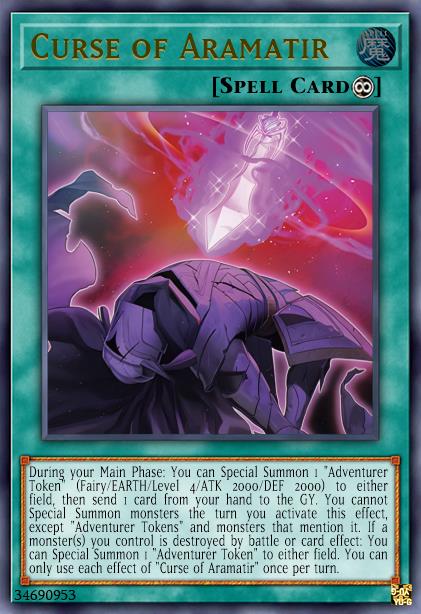 CURSE OF ARAMATIR
魔
[SPELL CARD]
During your Main Phase: You can Special Summon 1 "Adventurer
Token" (Fairy/EARTH/Level 4/ATK 2000/DEF 2000) to either
field, then send 1 card from your hand to the GY. You cannot
Special Summon monsters the turn you activate this effect,
except "Adventurer Tokens" and monsters that mention it. If a
monster(s) you control is destroyed by battle or card effect: You
can Special Summon 1 "Adventurer Token" to either field. You can
only use each effect of "Curse of Aramatir" once per turn.
34690953